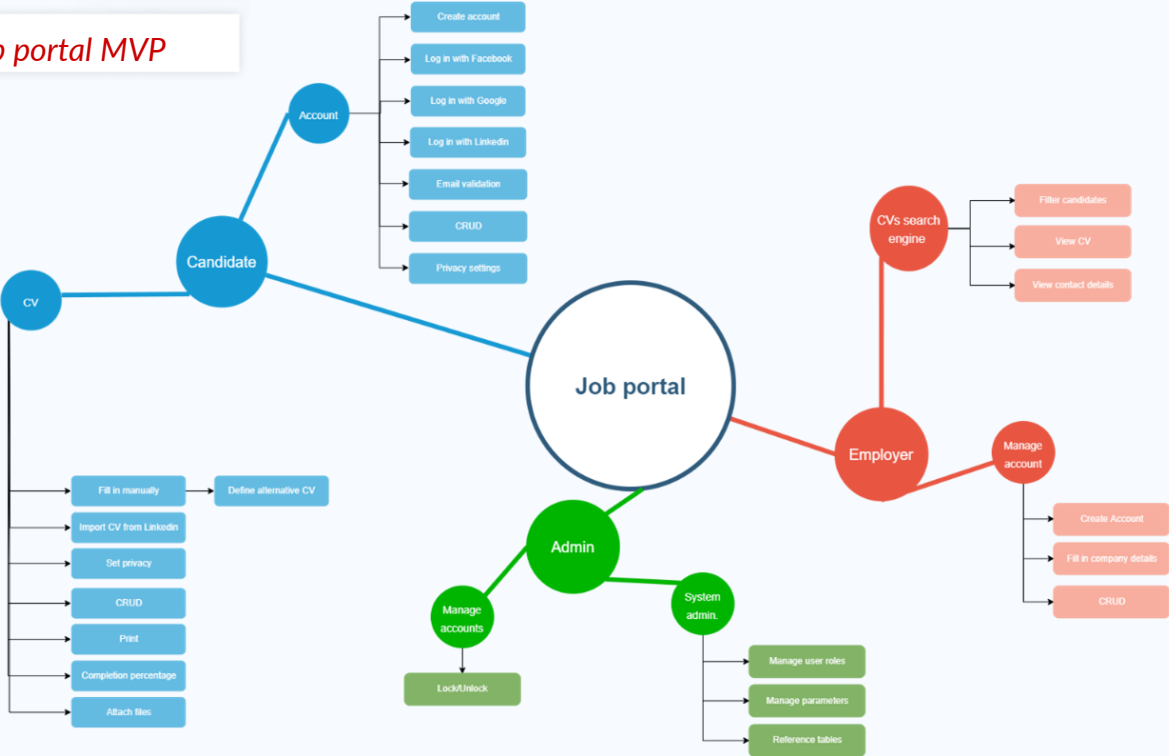 portal MVP
Create account
Log in with Facebook
Log in with Google
Log in with Linkedin
Email validation
CRUD
Privacy settings
Account
Candidate
CV
Fill in manually
Define alternative CV
Import CV from Linkedin
Set privacy
CRUD
Print
Completion percentage
Attach files
Job portal
Admin
Manage
accounts
Lock/Unlock
System
admin.
Manage user roles
Manage parameters
Reference tables
Employer
CVs search
engine
Filter candidates
View CV
View contact details
Manage
account
Create Account
Fill in company details
CRUD